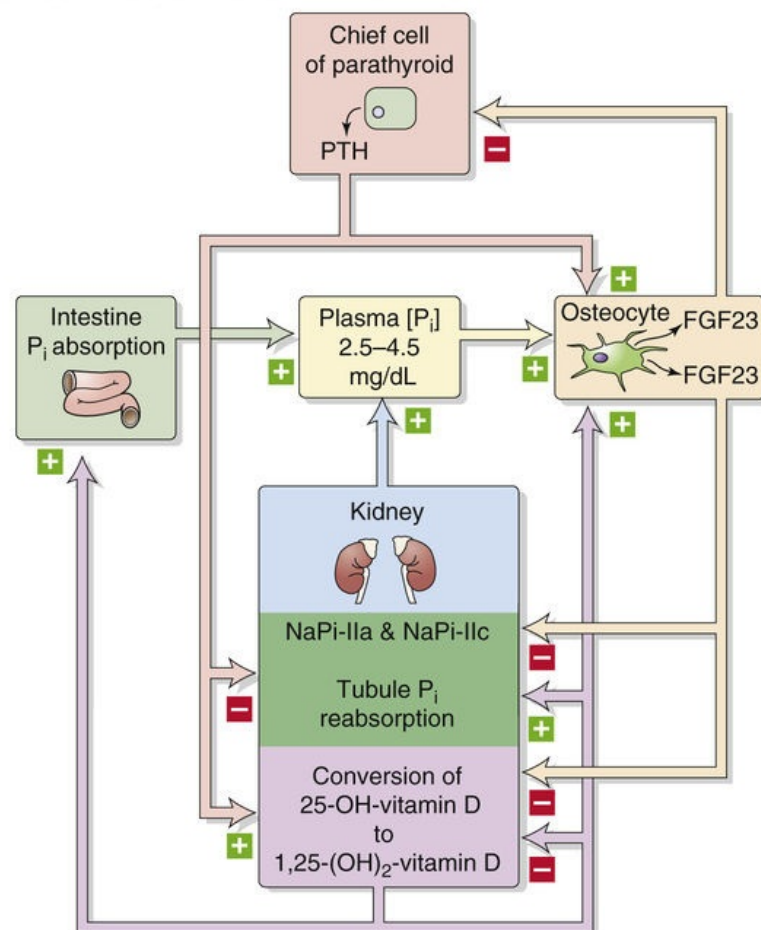 Chief cell
of parathyroid
PTH
−
+
Intestine
Pi absorption
+
Plasma [Pi]
2.5–4.5
mg/dL
+
Osteocyte
FGF23
FGF23
+
+
+
Kidney
NaPi-IIa & NaPi-IIc
−
Tubule Pi
reabsorption
−
+
Conversion of
25-OH-vitamin D
to
1,25-(OH)2-vitamin D
−
+
−